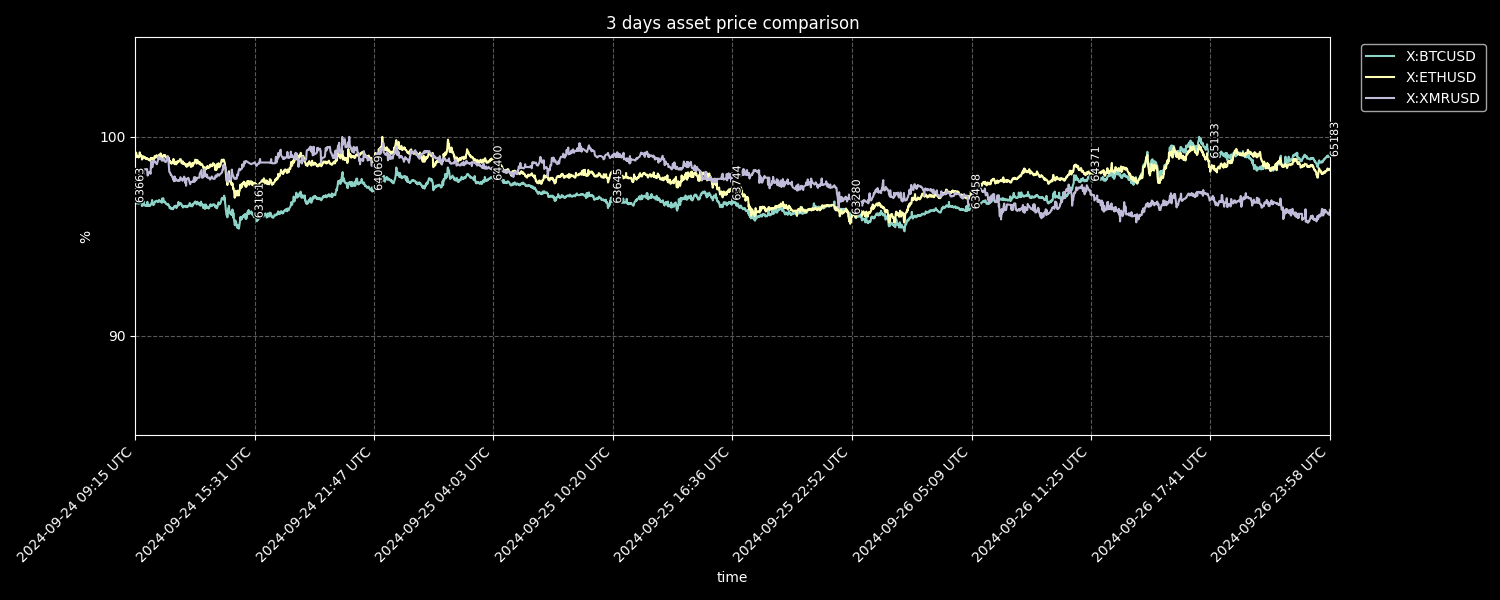 3 days asset price comparison
X:BTCUSD
X:ETHUSD
X:XMRUSD
100
90
%
63663
63161
64069
64400
63645
63744
63280
63458
64371
65133
65183
2024-09-24 09:15 UTC
2024-09-24 15:31 UTC
2024-09-24 21:47 UTC
2024-09-25 04:03 UTC
2024-09-25 10:20 UTC
2024-09-25 16:36 UTC
2024-09-25 22:52 UTC
2024-09-26 05:09 UTC
2024-09-26 11:25 UTC
2024-09-26 17:41 UTC
2024-09-26 23:58 UTC
time